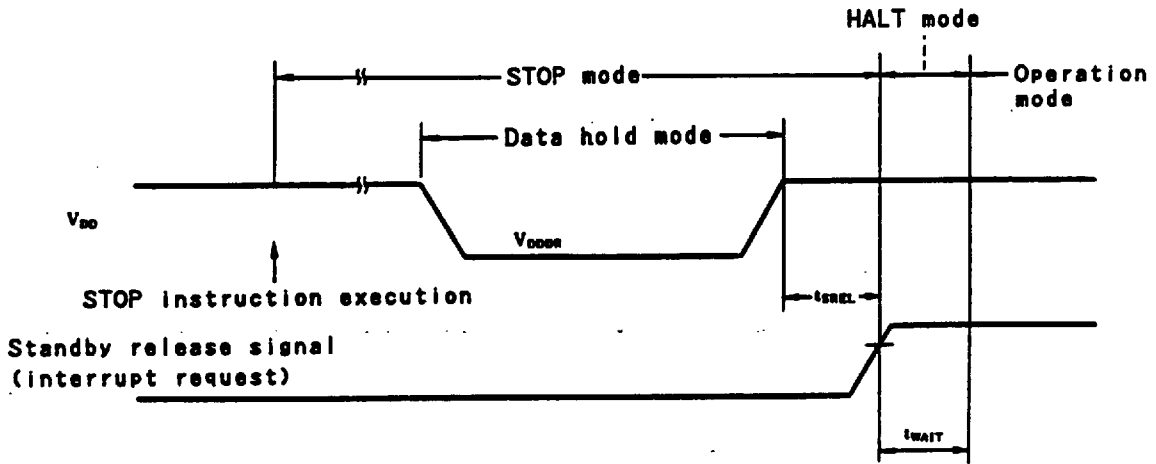 HALT mode
STOP mode
Operation
mode
Data hold mode
VDD
VDDDR
STOP instruction execution
tSREL
Standby release signal
(interrupt request)
tWAIT